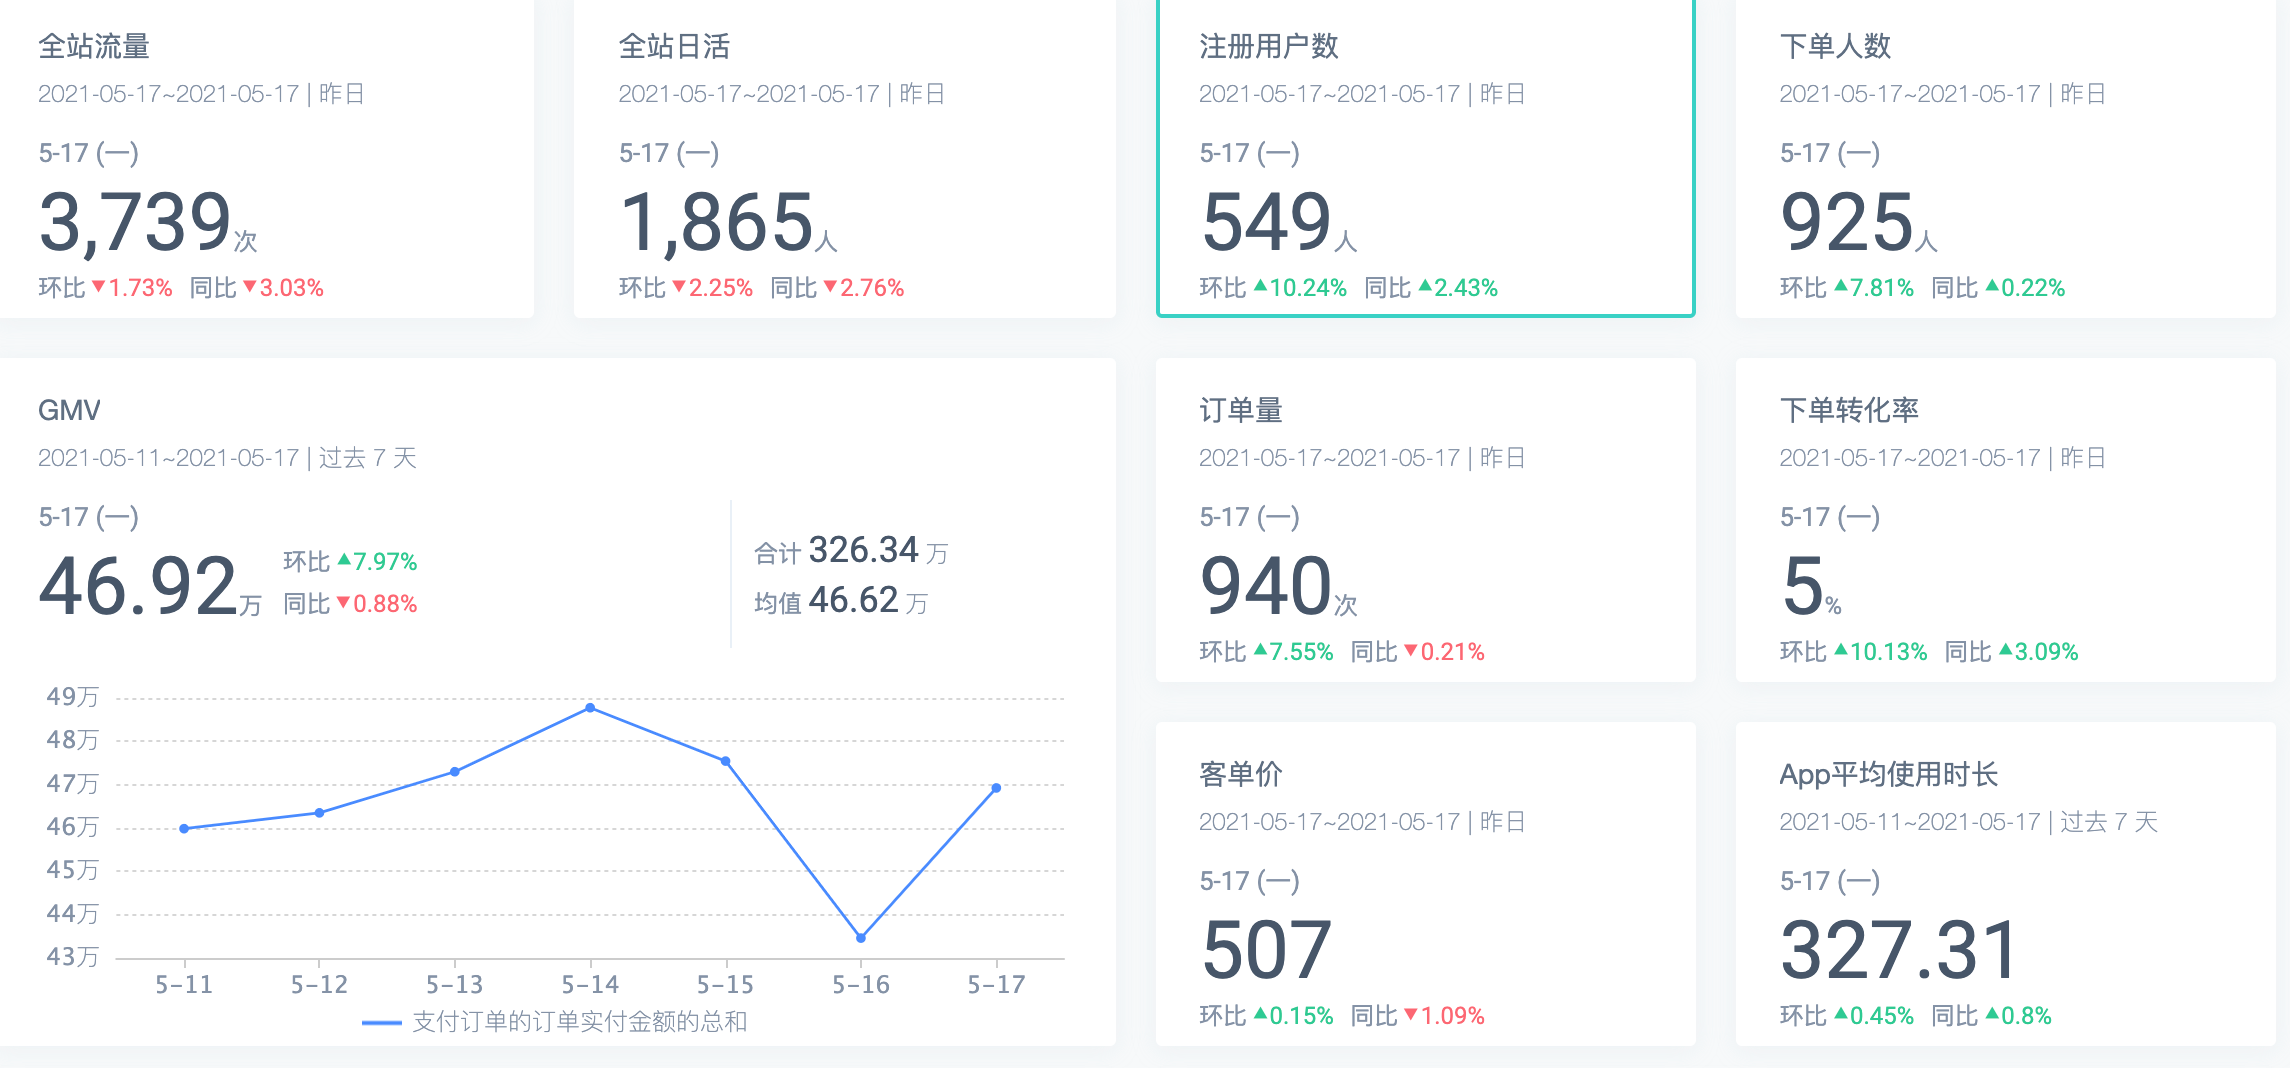 全站流量
2021-05-17~2021-05-17 | 昨日
5-17 (一)
3,739次
环比 ▼1.73% 同比 ▼3.03%
全站日活
2021-05-17~2021-05-17 | 昨日
5-17 (一)
1,865人
环比 ▼2.25% 同比 ▼2.76%
注册用户数
2021-05-17~2021-05-17 | 昨日
5-17 (一)
549人
环比 ▲10.24% 同比 ▲2.43%
下单人数
2021-05-17~2021-05-17 | 昨日
5-17 (一)
925人
环比 ▲7.81% 同比 ▲0.22%
GMV
2021-05-11~2021-05-17 | 过去 7 天
5-17 (一)
46.92万
环比 ▲7.97%
同比 ▼0.88%
合计 326.34 万
均值 46.62 万
49万
48万
47万
46万
45万
44万
43万
5-11 5-12 5-13 5-14 5-15 5-16 5-17
支付订单的订单实付金额的总和
订单量
2021-05-17~2021-05-17 | 昨日
5-17 (一)
940次
环比 ▲7.55% 同比 ▼0.21%
下单转化率
2021-05-17~2021-05-17 | 昨日
5-17 (一)
5%
环比 ▲10.13% 同比 ▲3.09%
客单价
2021-05-17~2021-05-17 | 昨日
5-17 (一)
507
环比 ▲0.15% 同比 ▼1.09%
App平均使用时长
2021-05-11~2021-05-17 | 过去 7 天
5-17 (一)
327.31
环比 ▲0.45% 同比 ▲0.8%